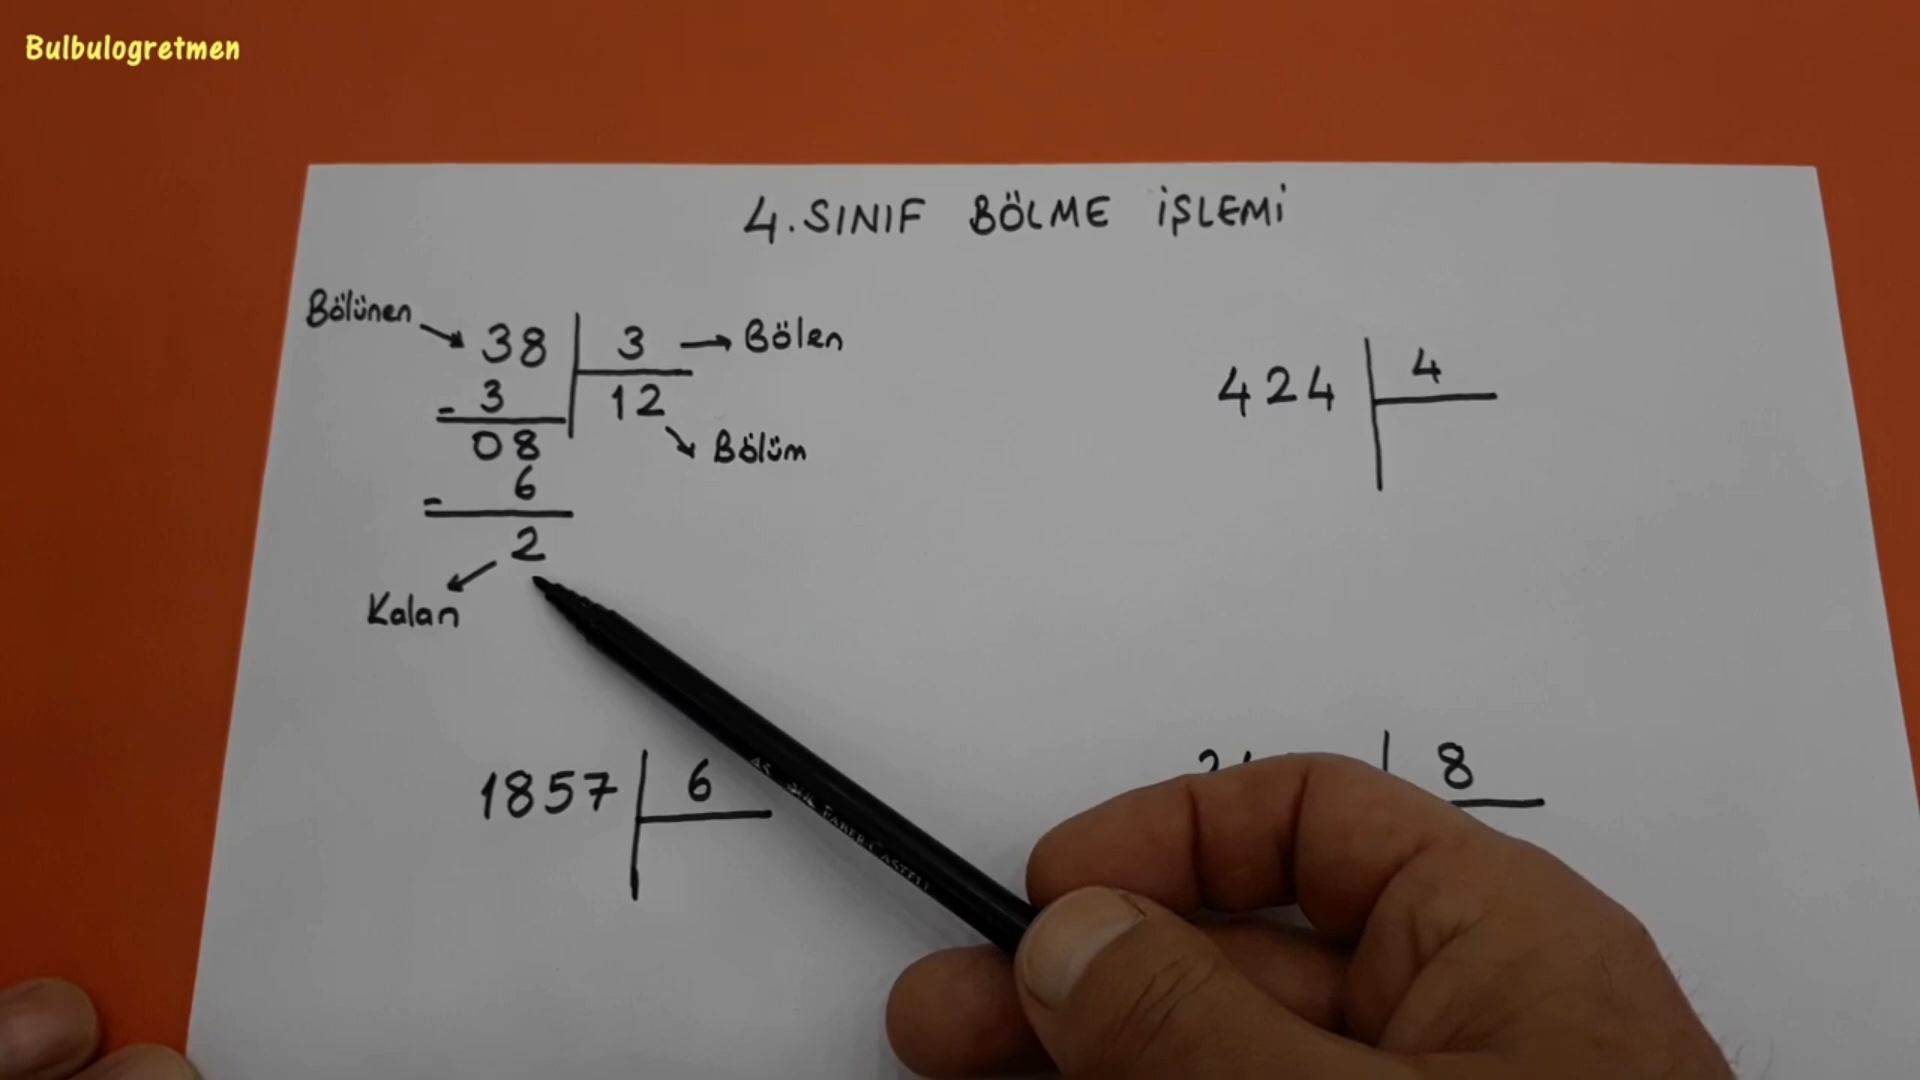 Bulbulogretmen
4. SINIF BÖLME İŞLEMİ
Bölünen
38 3 Bölen
- 3 12
08 Bölüm
- 6
2
Kalan
424 4
1857 6
8
FABER-CASTELL